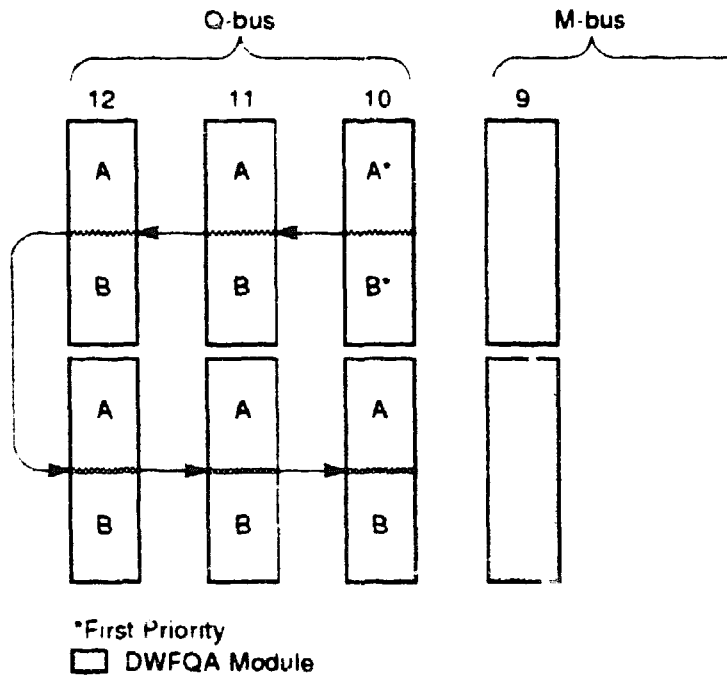 Q-bus M-bus
12 11 10 9
A A A*
B B B*
A A A
B B B
*First Priority
DWFQA Module